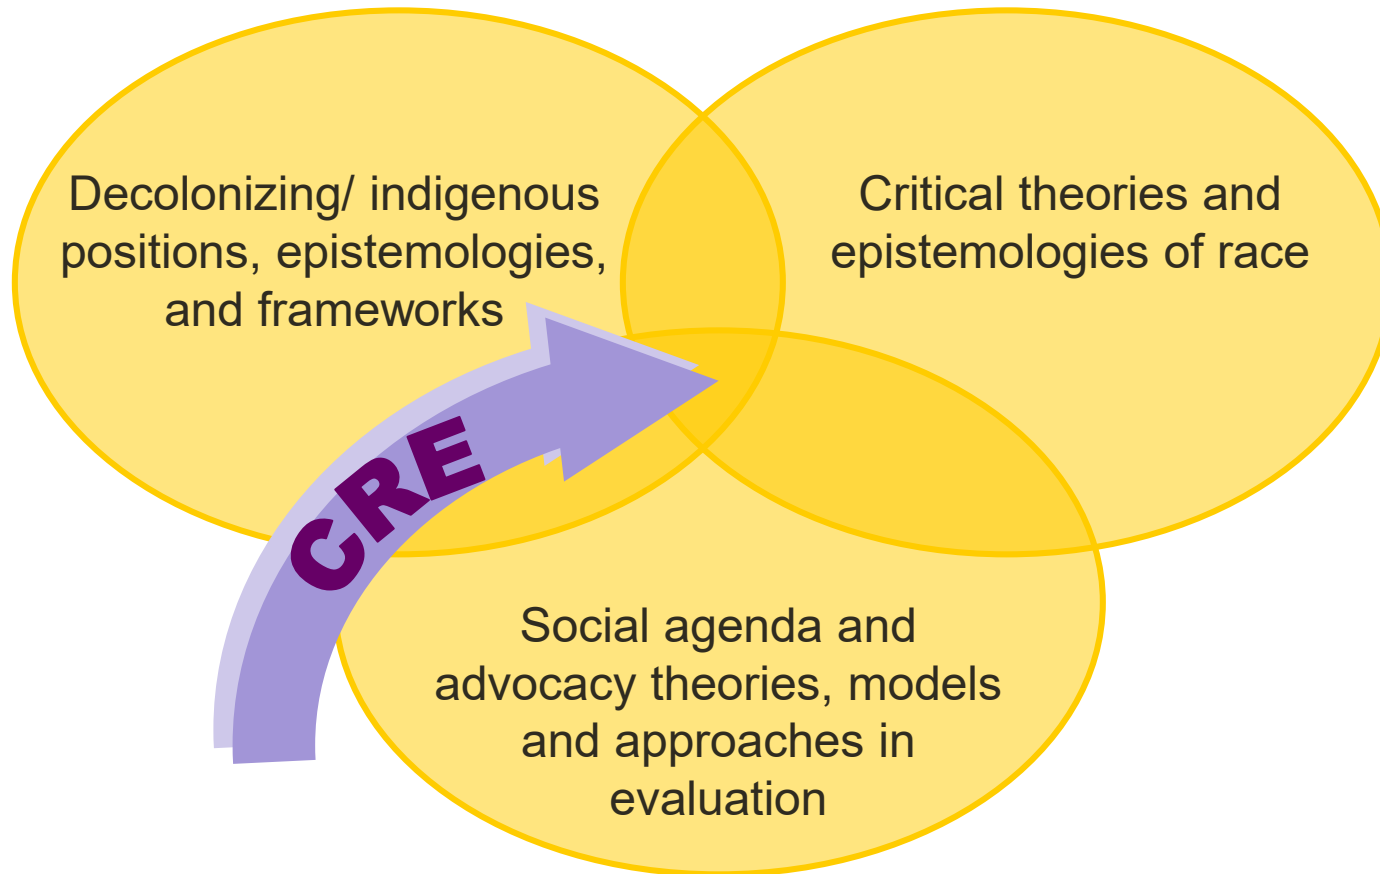 Decolonizing/ indigenous
positions, epistemologies,
and frameworks
Critical theories and
epistemologies of race
CRE
Social agenda and
advocacy theories, models
and approaches in
evaluation